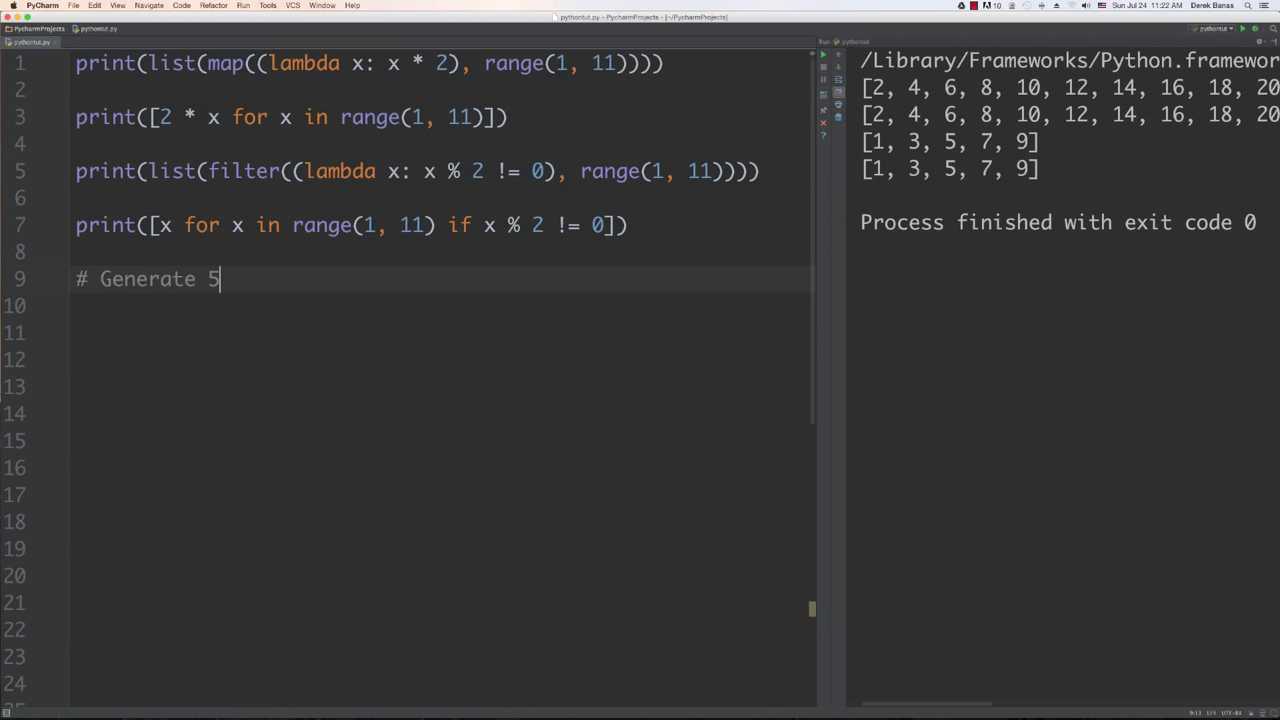 PyCharm File Edit View Navigate Code Refactor Run Tools VCS Window Help 10 Sun Jul 24 11:22 AM Derek Banas
pythontut.py - PycharmProjects - [~/PycharmProjects]
PycharmProjects pythontut.py pythontut
pythontut.py Run: pythontut
1 print(list(map((lambda x: x * 2), range(1, 11))))
2
3 print([2 * x for x in range(1, 11)])
4
5 print(list(filter((lambda x: x % 2 != 0), range(1, 11))))
6
7 print([x for x in range(1, 11) if x % 2 != 0])
8
9 # Generate 5
10
11
12
13
14
15
16
17
18
19
20
21
22
23
24
/Library/Frameworks/Python.framewor
[2, 4, 6, 8, 10, 12, 14, 16, 18, 20
[2, 4, 6, 8, 10, 12, 14, 16, 18, 20
[1, 3, 5, 7, 9]
[1, 3, 5, 7, 9]
Process finished with exit code 0
9:13 LF÷ UTF-8÷